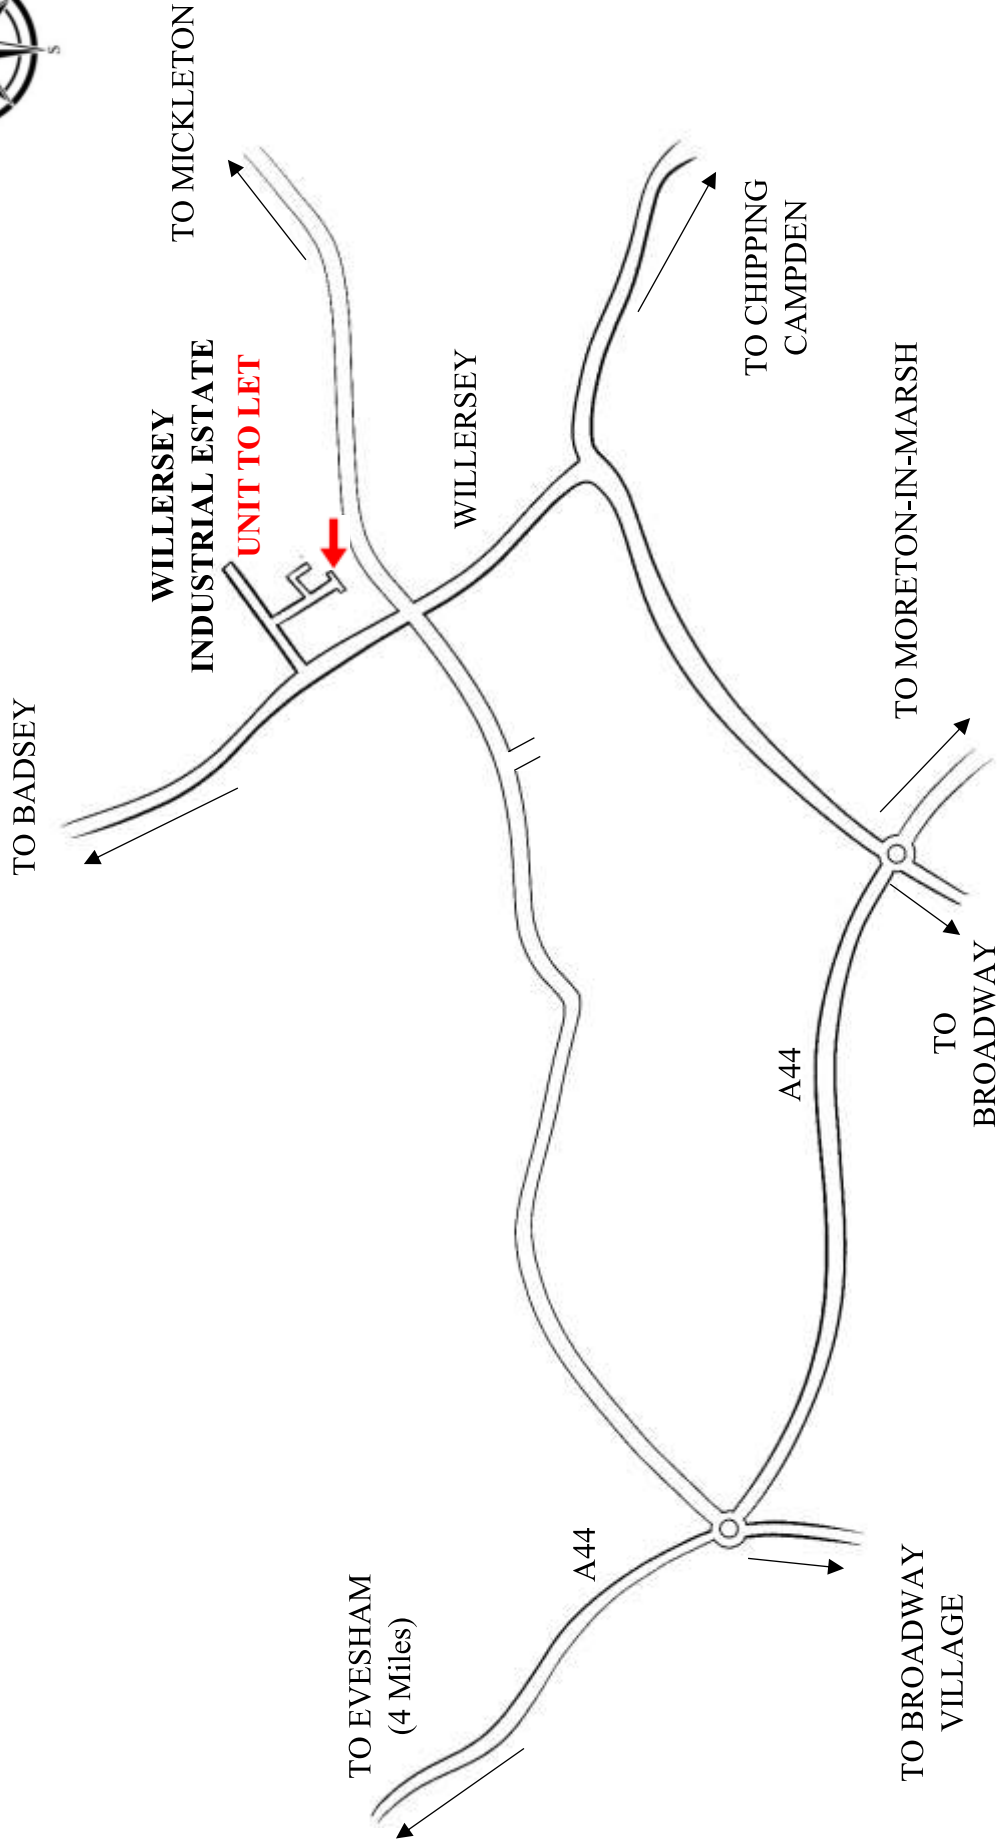 TO MICKLETON
S
WILLERSEY
INDUSTRIAL ESTATE
UNIT TO LET
WILLERSEY
TO CHIPPING
CAMPDEN
TO BADSEY
TO MORETON-IN-MARSH
A44
TO
BROADWAY
TO EVESHAM
(4 Miles)
A44
TO BROADWAY
VILLAGE